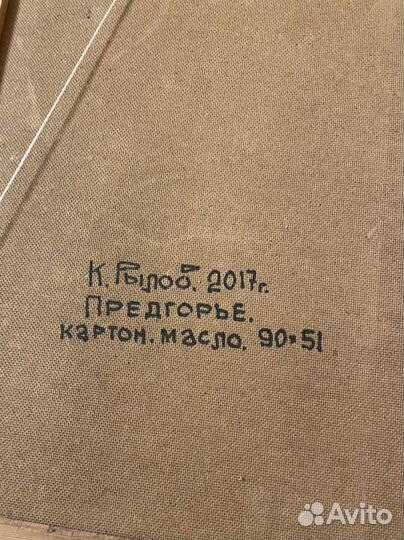 К. Рылов. 2017г.
Предгорье.
картон. масло. 90×51
Avito